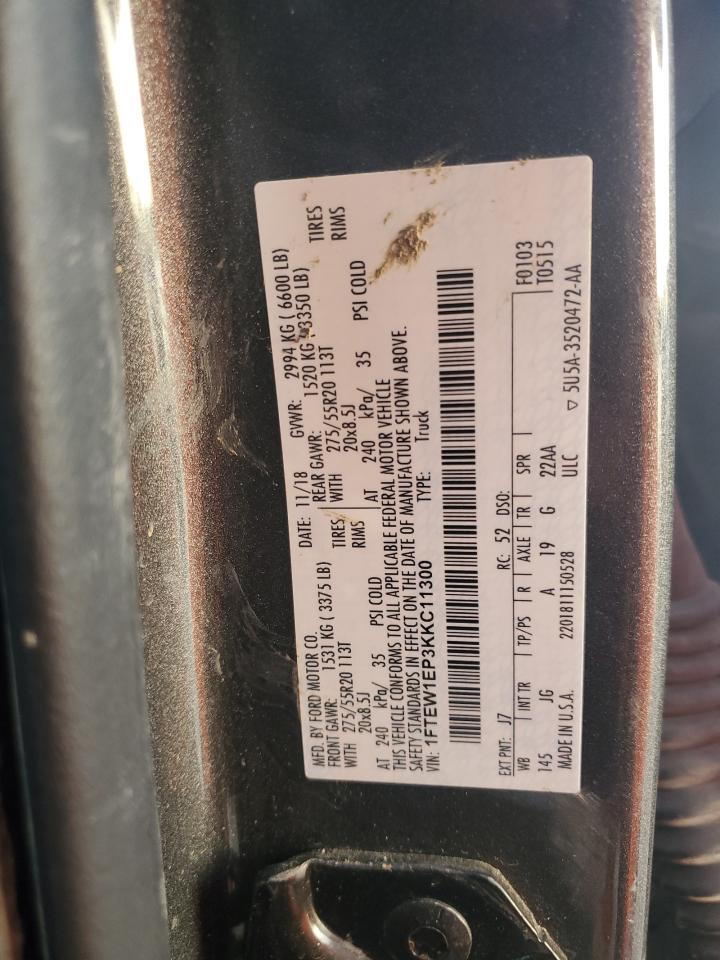 MFD. BY FORD MOTOR CO. DATE: 11/18 GVWR: 2994 KG ( 6600 LB)
FRONT GAWR: 1531 KG ( 3375 LB) REAR GAWR: 1520 KG 3350 LB)
WITH 275/55R20 113T TIRES WITH 275/55R20 113T TIRES
20x8.5J RIMS 20x8.5J RIMS
AT 240 kPa/ 35 PSI COLD AT 240 kPa/ 35 PSI COLD
THIS VEHICLE CONFORMS TO ALL APPLICABLE FEDERAL MOTOR VEHICLE
SAFETY STANDARDS IN EFFECT ON THE DATE OF MANUFACTURE SHOWN ABOVE.
VIN: 1FTEW1EP3KKC11300 TYPE: Truck
EXT PNT: J7 RC: 52 DSO: F0103
WB INT TR TP/PS R AXLE TR SPR T0515
145 JG A 19 G 22AA
MADE IN U.S.A. 2201811150528 ULC ▽ 5U5A-3520472-AA